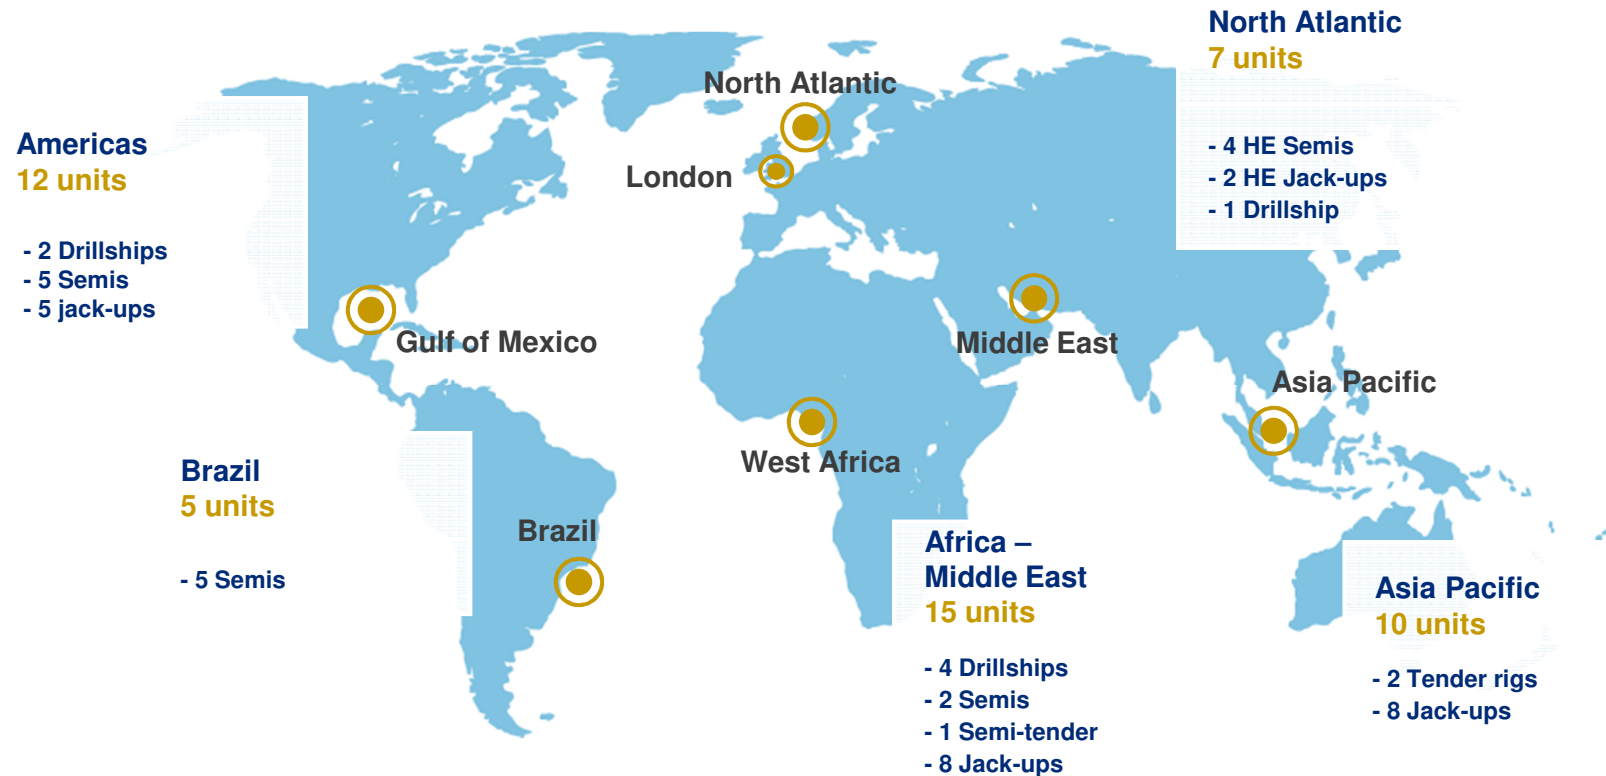 North Atlantic
7 units
- 4 HE Semis
- 2 HE Jack-ups
- 1 Drillship
North Atlantic
London
Americas
12 units
- 2 Drillships
- 5 Semis
- 5 jack-ups
Gulf of Mexico
Middle East
Asia Pacific
West Africa
Brazil
5 units
- 5 Semis
Brazil
Africa –
Middle East
15 units
- 4 Drillships
- 2 Semis
- 1 Semi-tender
- 8 Jack-ups
Asia Pacific
10 units
- 2 Tender rigs
- 8 Jack-ups